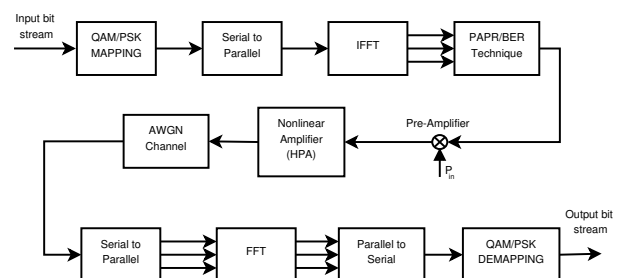 Input bit
stream
QAM/PSK
MAPPING
Serial to
Parallel
IFFT
PAPR/BER
Technique
AWGN
Channel
Nonlinear
Amplifier
(HPA)
Pre-Amplifier
Pin
Serial to
Parallel
FFT
Parallel to
Serial
QAM/PSK
DEMAPPING
Output bit
stream